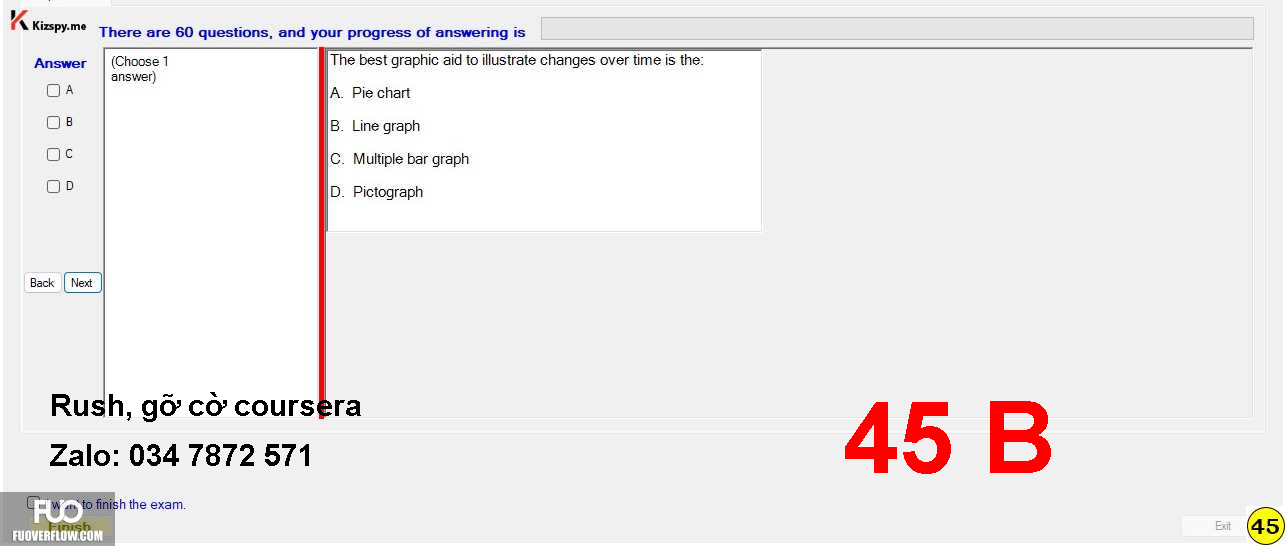 Kizspy.me
There are 60 questions, and your progress of answering is
Answer
(Choose 1
answer)
A
B
C
D
Back
Next
The best graphic aid to illustrate changes over time is the:
A. Pie chart
B. Line graph
C. Multiple bar graph
D. Pictograph
Rush, gỡ cờ coursera
Zalo: 034 7872 571
45 B
I want to finish the exam.
FUO
Finish
FUOVERFLOW.COM
Exit
45